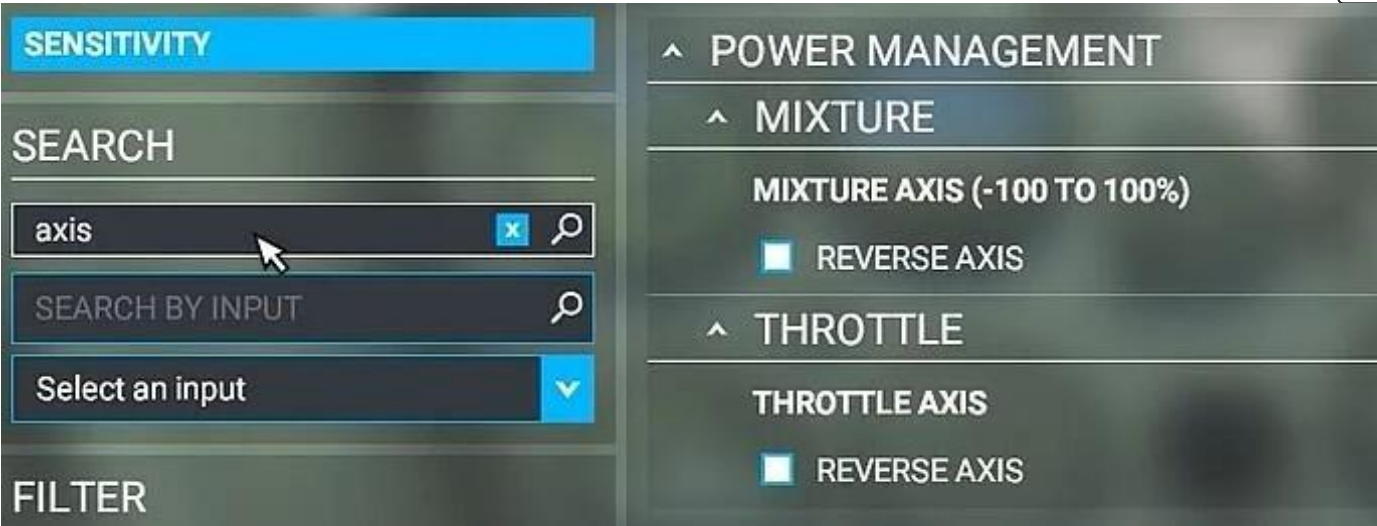 SENSITIVITY
SEARCH
axis
SEARCH BY INPUT
Select an input
FILTER
POWER MANAGEMENT
MIXTURE
MIXTURE AXIS (-100 TO 100%)
REVERSE AXIS
THROTTLE
THROTTLE AXIS
REVERSE AXIS